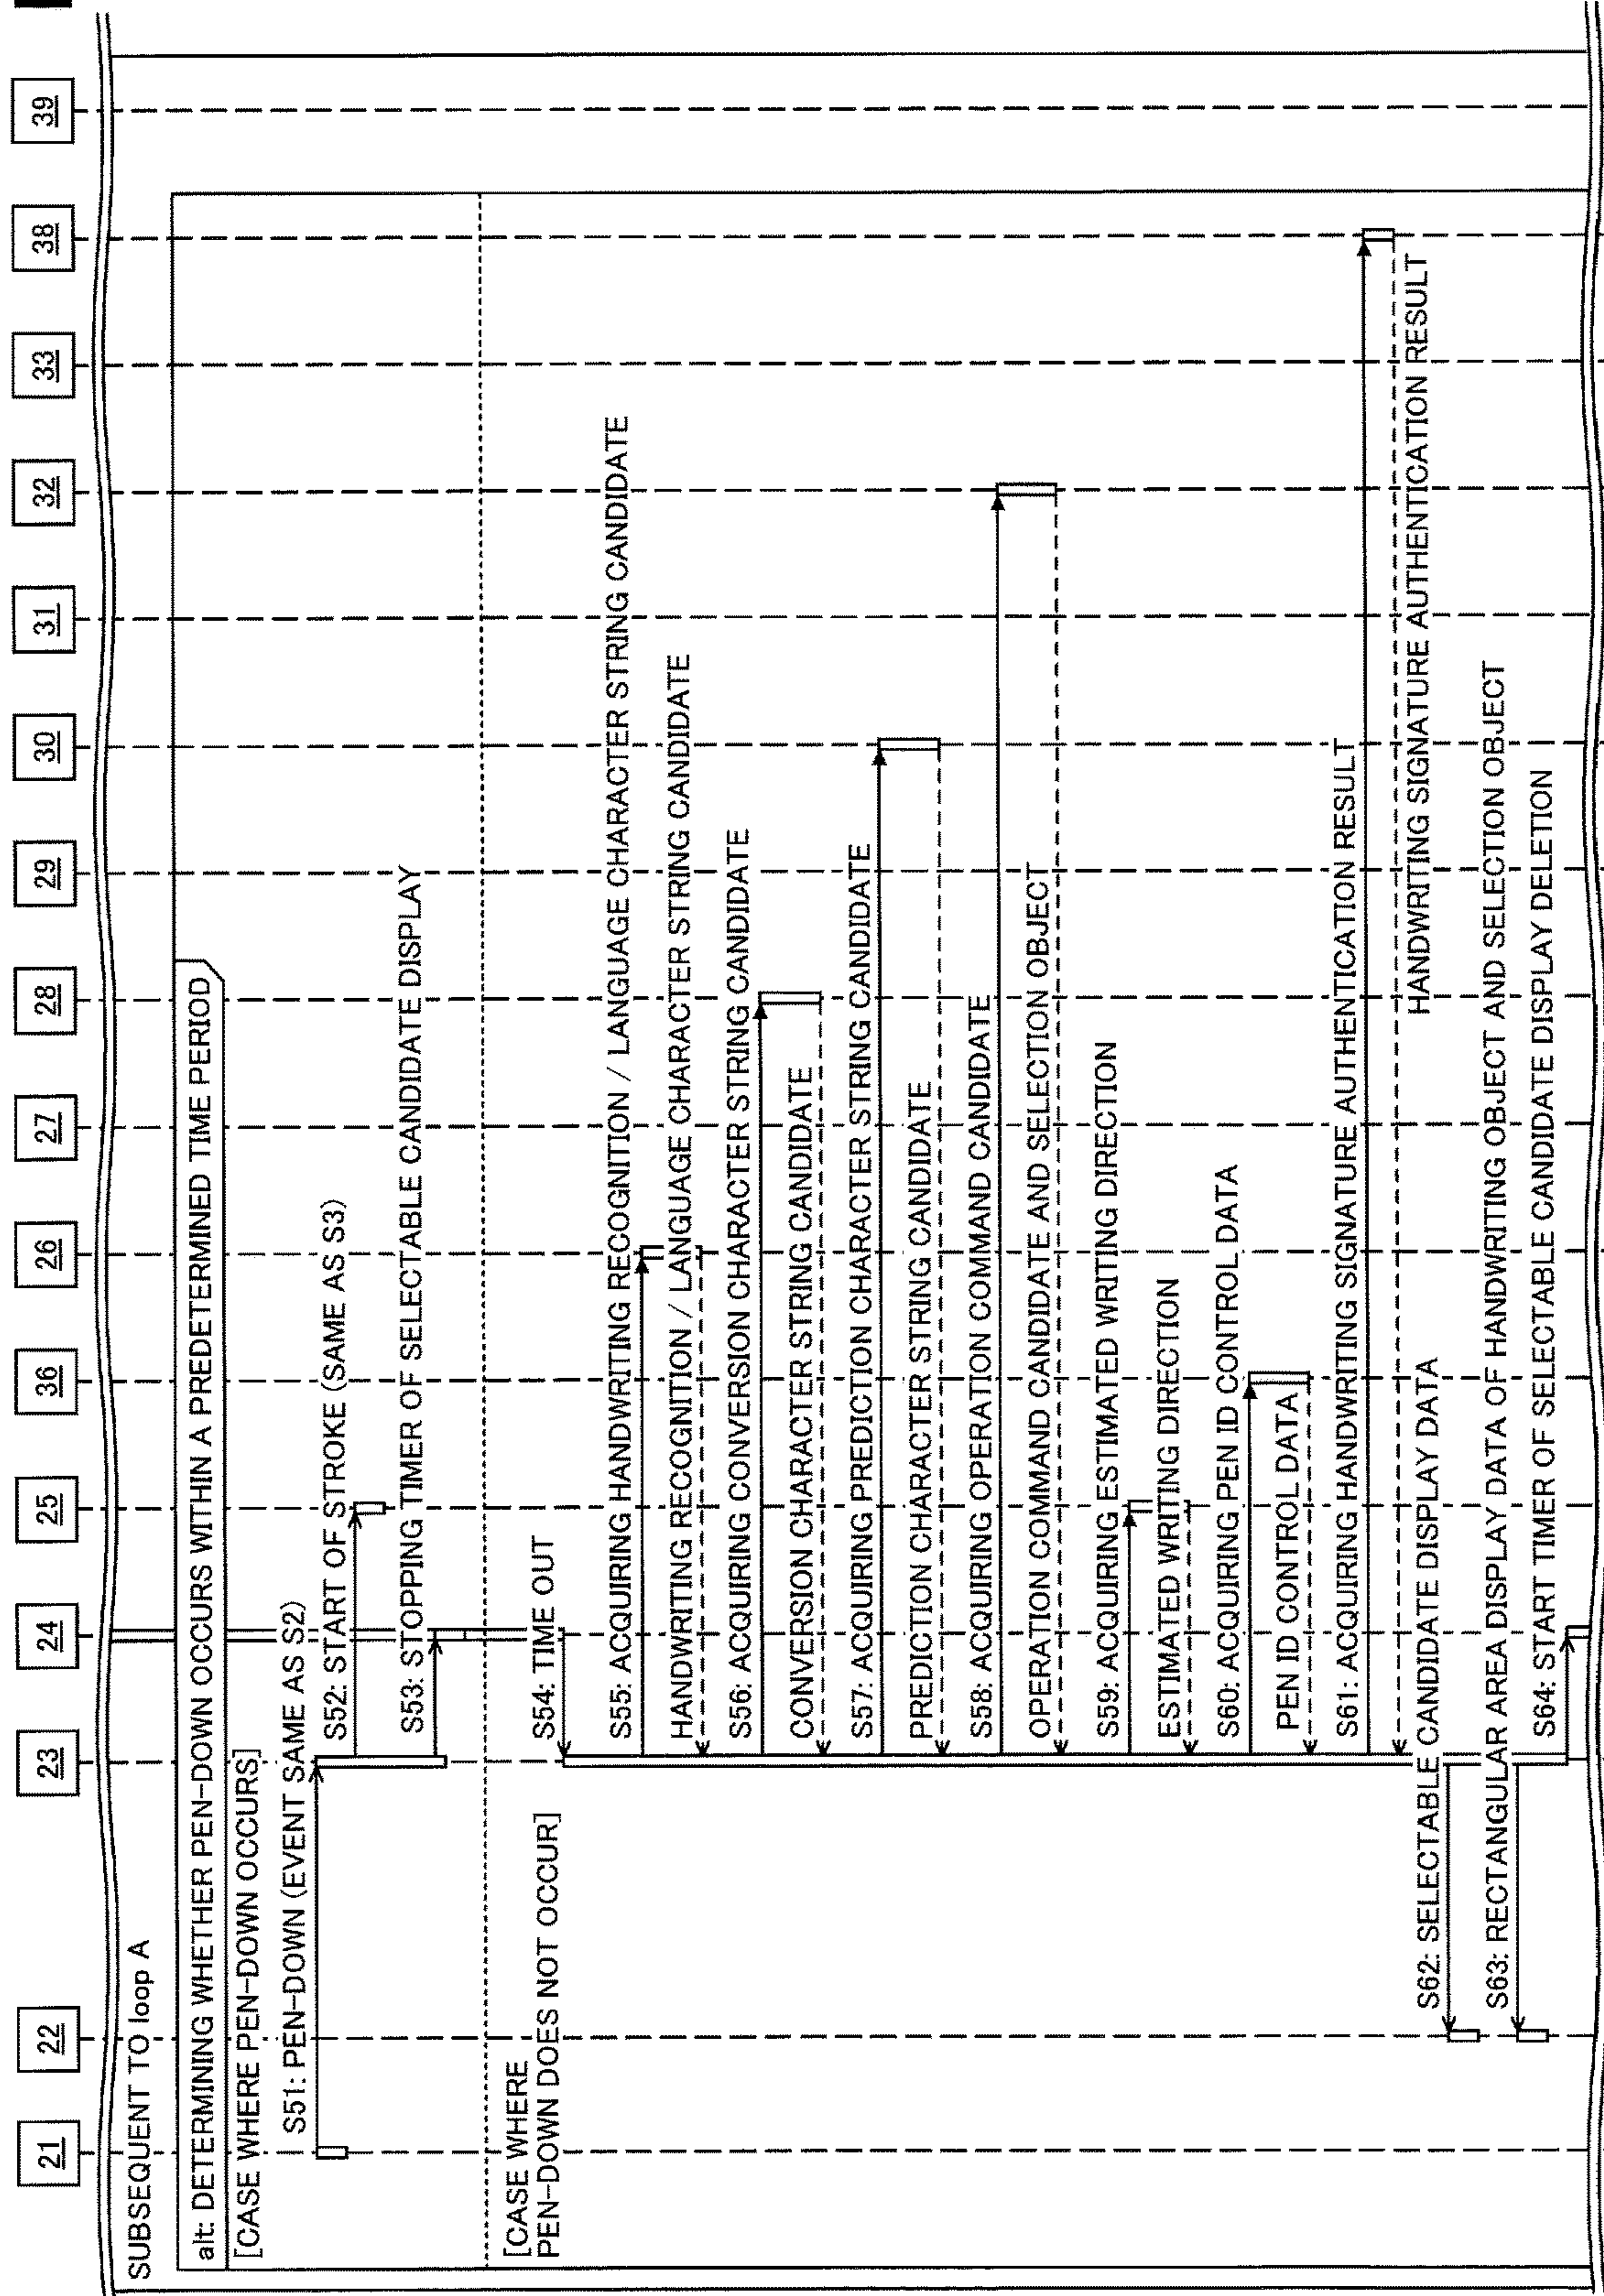 21
22
23
24
25
36
26
27
28
29
30
31
32
33
38
39
SUBSEQUENT TO loop A
alt: DETERMINING WHETHER PEN-DOWN OCCURS WITHIN A PREDETERMINED TIME PERIOD
[CASE WHERE PEN-DOWN OCCURS]
S51: PEN-DOWN (EVENT SAME AS S2)
S52: START OF STROKE (SAME AS S3)
S53: STOPPING TIMER OF SELECTABLE CANDIDATE DISPLAY
[CASE WHERE
PEN-DOWN DOES NOT OCCUR]
S54: TIME OUT
S55: ACQUIRING HANDWRITING RECOGNITION / LANGUAGE CHARACTER STRING CANDIDATE
HANDWRITING RECOGNITION / LANGUAGE CHARACTER STRING CANDIDATE
S56: ACQUIRING CONVERSION CHARACTER STRING CANDIDATE
CONVERSION CHARACTER STRING CANDIDATE
S57: ACQUIRING PREDICTION CHARACTER STRING CANDIDATE
PREDICTION CHARACTER STRING CANDIDATE
S58: ACQUIRING OPERATION COMMAND CANDIDATE
OPERATION COMMAND CANDIDATE AND SELECTION OBJECT
S59: ACQUIRING ESTIMATED WRITING DIRECTION
ESTIMATED WRITING DIRECTION
S60: ACQUIRING PEN ID CONTROL DATA
PEN ID CONTROL DATA
S61: ACQUIRING HANDWRITING SIGNATURE AUTHENTICATION RESULT
HANDWRITING SIGNATURE AUTHENTICATION RESULT
S62: SELECTABLE CANDIDATE DISPLAY DATA
S63: RECTANGULAR AREA DISPLAY DATA OF HANDWRITING OBJECT AND SELECTION OBJECT
S64: START TIMER OF SELECTABLE CANDIDATE DISPLAY DELETION